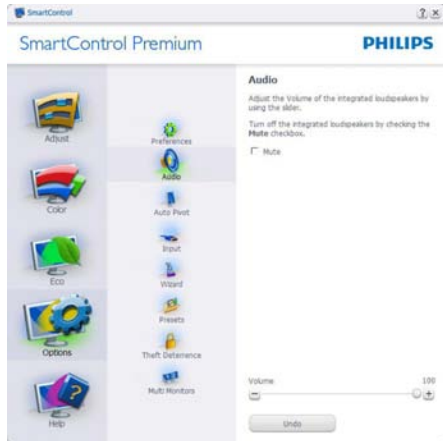 SmartControl
SmartControl Premium
PHILIPS
Adjust
Color
Eco
Options
Help
Preferences
Audio
Auto Pivot
Input
Wizard
Presets
Theft Deterrence
Multi Monitors
Audio
Adjust the Volume of the integrated loudspeakers by
using the slider.
Turn off the integrated loudspeakers by checking the
Mute checkbox.
Mute
Volume 100
Undo